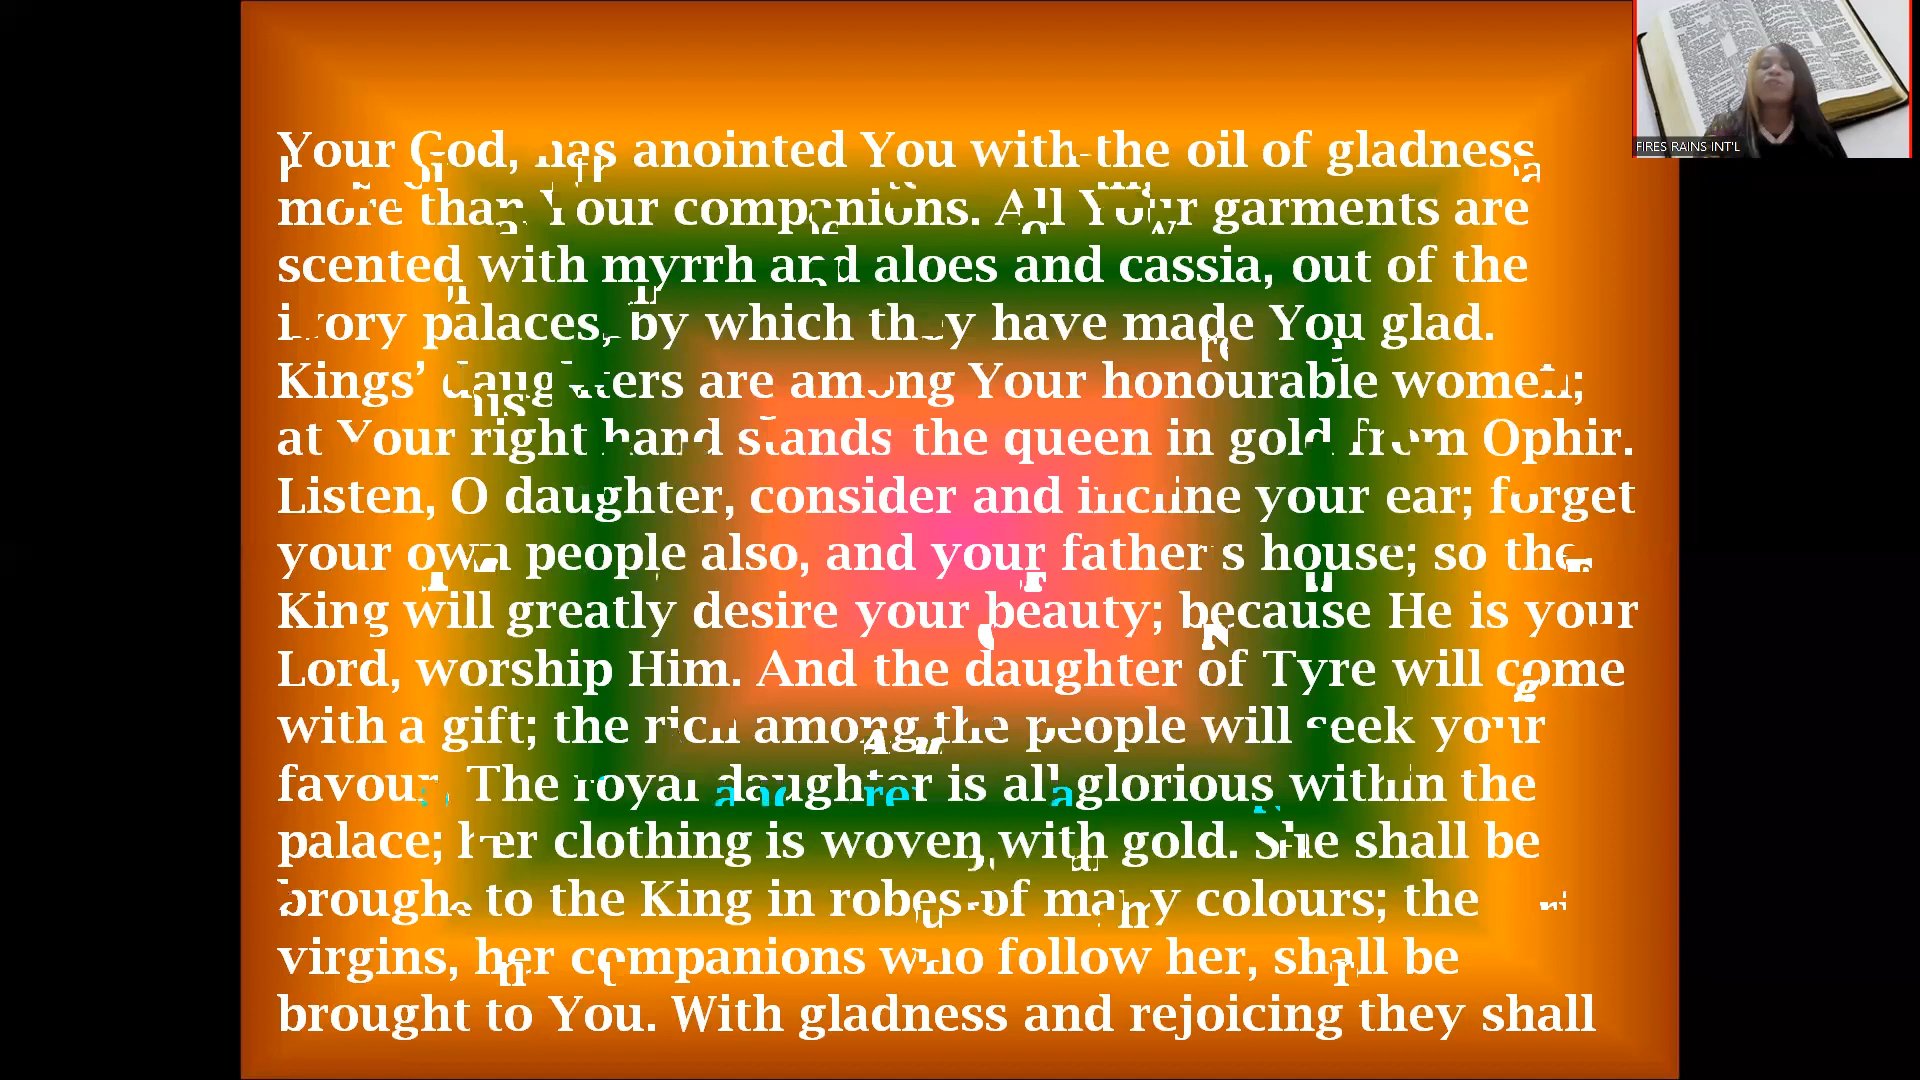 Your God, has anointed You with the oil of gladness
more than Your companions. All Your garments are
scented with myrrh and aloes and cassia, out of the
ivory palaces, by which they have made You glad.
Kings’ daughters are among Your honourable women;
at Your right hand stands the queen in gold from Ophir.
Listen, O daughter, consider and incline your ear; forget
your own people also, and your father's house; so the
King will greatly desire your beauty; because He is your
Lord, worship Him. And the daughter of Tyre will come
with a gift; the rich among the people will seek your
favour. The royal daughter is all glorious within the
palace; her clothing is woven with gold. She shall be
brought to the King in robes of many colours; the
virgins, her companions who follow her, shall be
brought to You. With gladness and rejoicing they shall
FIRES RAINS INT'L